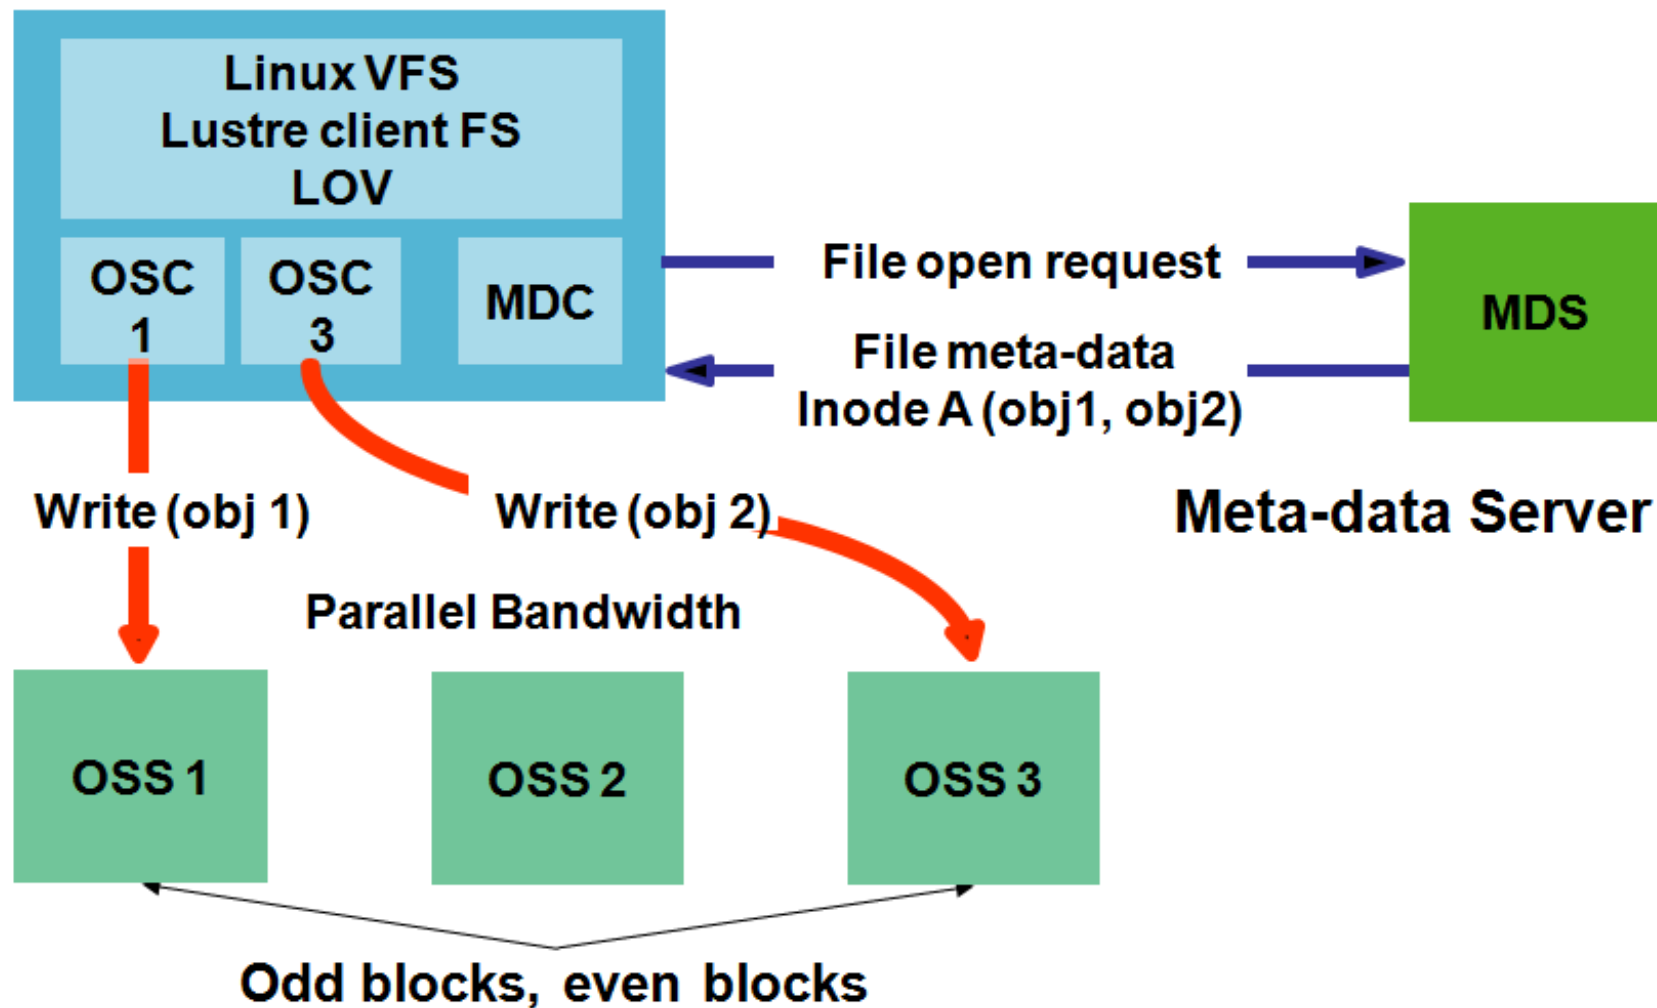 Linux VFS
Lustre client FS
LOV
OSC
1
OSC
3
MDC
File open request
File meta-data
Inode A (obj1, obj2)
MDS
Meta-data Server
Write (obj 1)
Write (obj 2)
Parallel Bandwidth
OSS 1
OSS 2
OSS 3
Odd blocks, even blocks